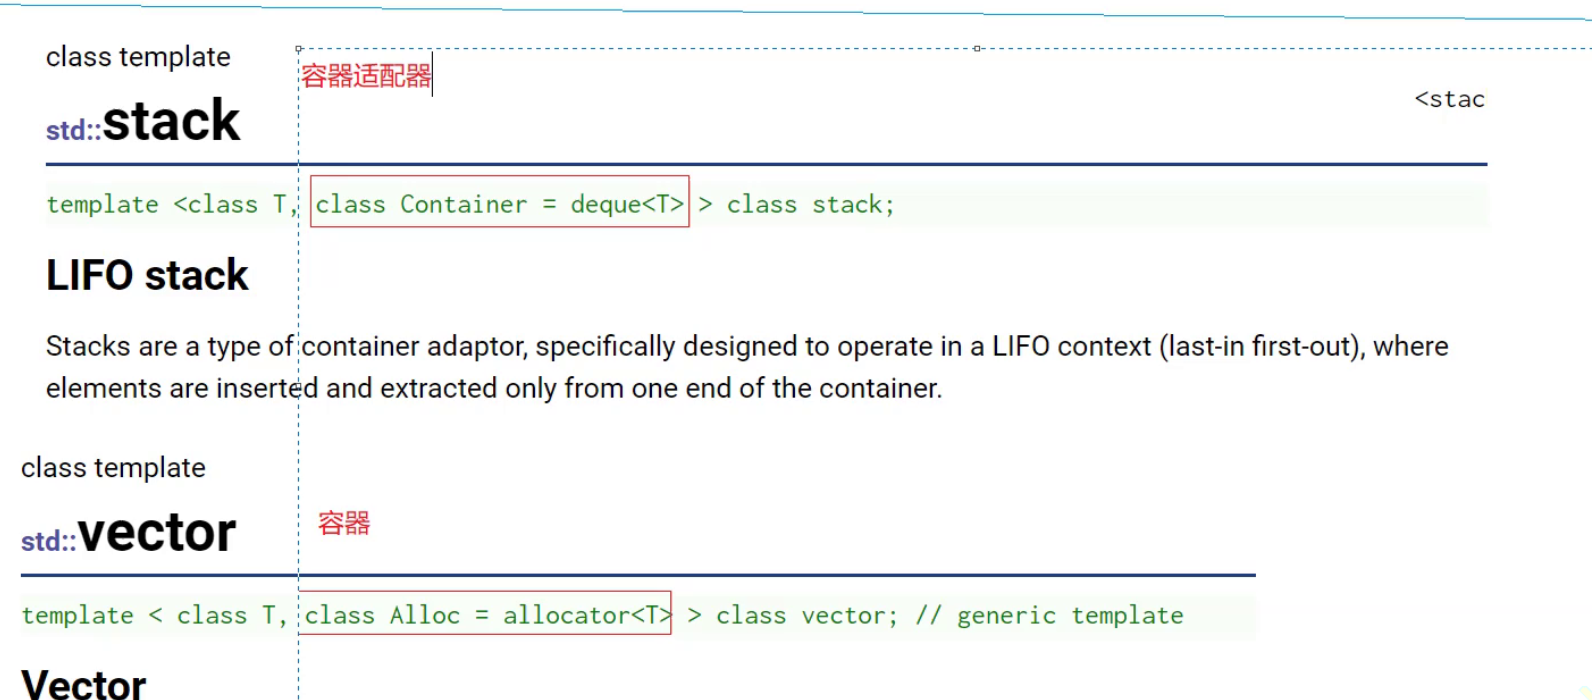 class template
容器适配器
<stac
std::stack
template <class T, class Container = deque<T> > class stack;
LIFO stack
Stacks are a type of container adaptor, specifically designed to operate in a LIFO context (last-in first-out), where
elements are inserted and extracted only from one end of the container.
class template
std::vector
容器
template < class T, class Alloc = allocator<T> > class vector; // generic template
Vector